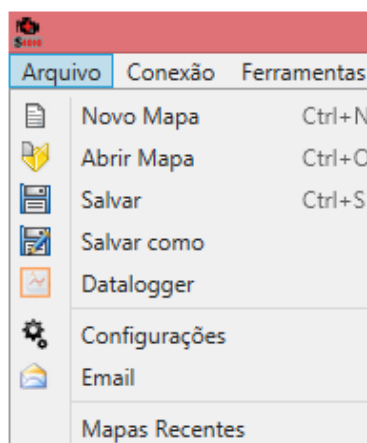 Arquivo Conexão Ferramentas
Novo Mapa Ctrl+N
Abrir Mapa Ctrl+O
Salvar Ctrl+S
Salvar como
Datalogger
Configurações
Email
Mapas Recentes